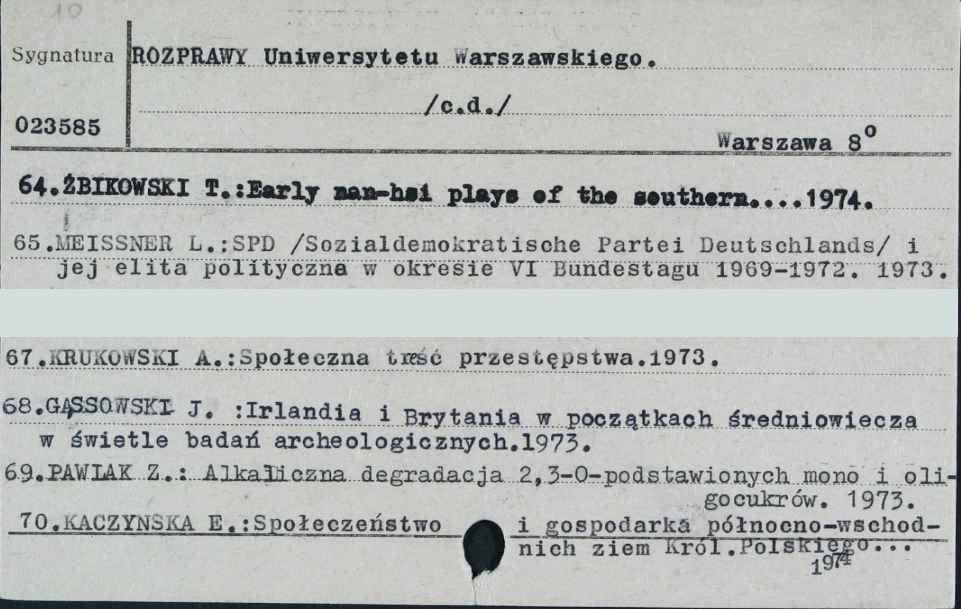 10
Sygnatura ROZPRAWY Uniwersytetu Warszawskiego.
/c.d./
023585
Warszawa 8º
64.ŻBIKOWSKI T.:Early nan-hsi plays of the southern....1974.
65.MEISSNER L.:SPD /Sozialdemokratische Partei Deutschlands/ i
jej elita polityczna w okresie VI Bundestagu 1969-1972. 1973.
67.KRUKOWSKI A.:Społeczna treść przestępstwa.1973.
68.GĄSSOWSKI J. :Irlandia i Brytania w początkach średniowiecza
w świetle badań archeologicznych.1973.
69.PAWLAK Z.: Alkaliczna degradacja 2,3-O-podstawionych mono i oli-
gocukrów. 1973.
70.KACZYNSKA E.:Społeczeństwo i gospodarka północno-wschod-
nich ziem Król.Polskiego...
1974